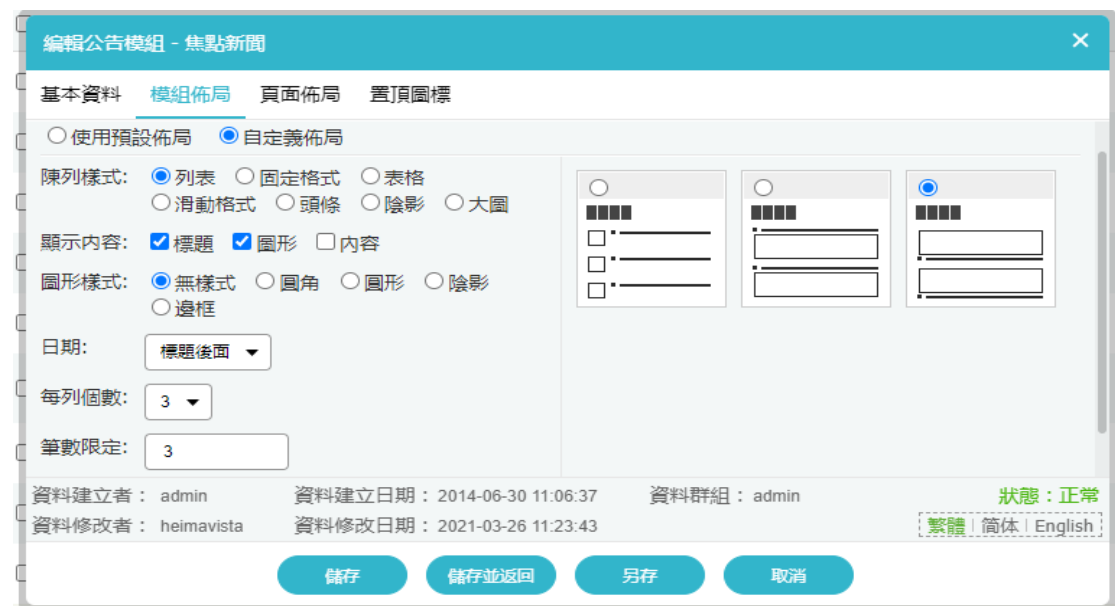 編輯公告模組 - 焦點新聞
基本資料 模組佈局 頁面佈局 置頂圖標
使用預設佈局 自定義佈局
陳列樣式: 列表 固定格式 表格
滑動格式 頭條 陰影 大圖
顯示內容: 標題 圖形 內容
圖形樣式: 無樣式 圓角 圓形 陰影
邊框
日期: 標題後面
每列個數: 3
筆數限定: 3
資料建立者： admin 資料建立日期：2014-06-30 11:06:37 資料群組：admin 狀態：正常
資料修改者： heimavista 資料修改日期：2021-03-26 11:23:43 繁體 简体 English
儲存 儲存並返回 另存 取消